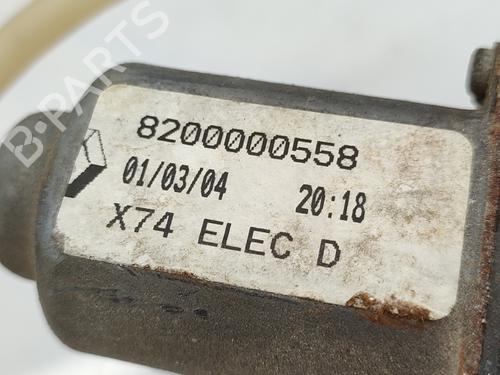 B-PARTS
8200000558
01/03/04 20:18
X74 ELEC D